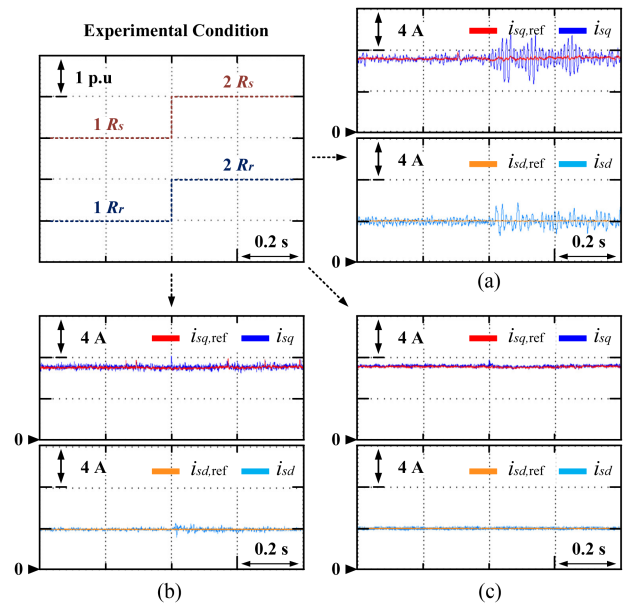 Experimental Condition
1 p.u
2 Rs
1 Rs
2 Rr
1 Rr
0.2 s
4 A
isq,ref
isq
0
4 A
isd,ref
isd
0.2 s
0
(a)
4 A
isq,ref
isq
0
4 A
isd,ref
isd
0.2 s
0
(b)
4 A
isq,ref
isq
0
4 A
isd,ref
isd
0.2 s
0
(c)